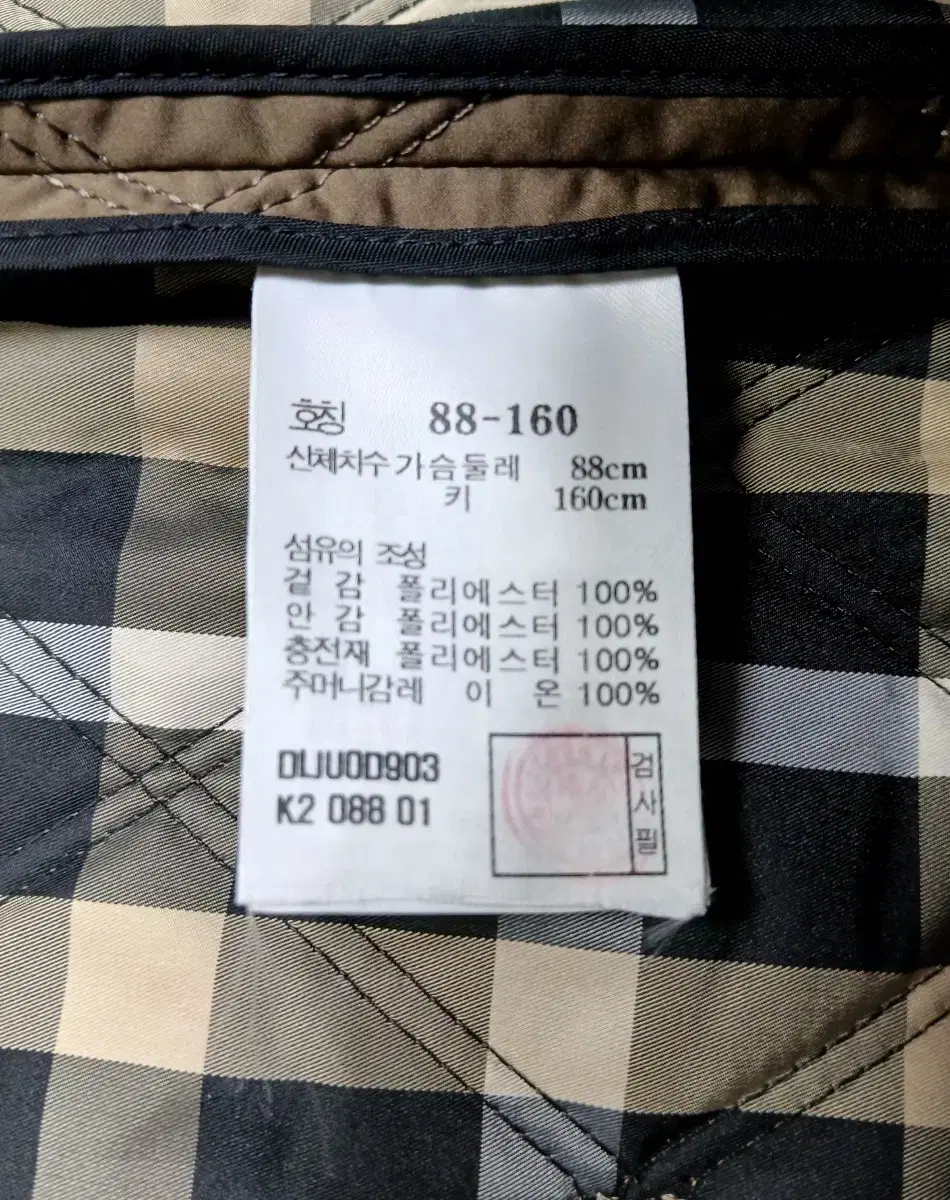 호칭 88-160
신체치수 가슴둘레 88cm
키 160cm
섬유의 조성
겉감 폴리에스터 100%
안감 폴리에스터 100%
충전재 폴리에스터 100%
주머니감 레이온 100%
DLJU0D903
K2 088 01
검사필